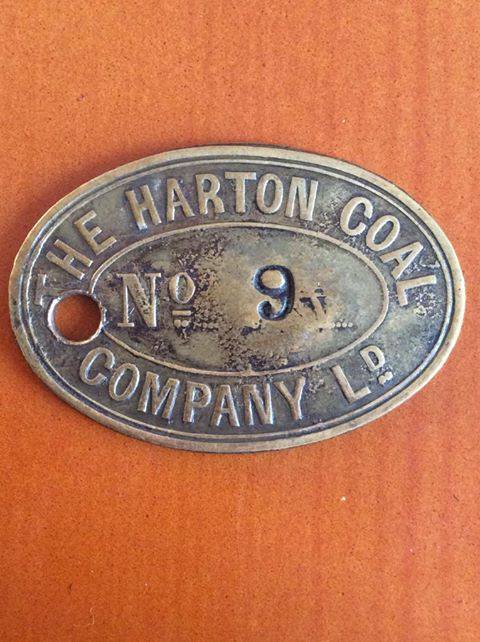 THE HARTON COAL
No 9
COMPANY LD.